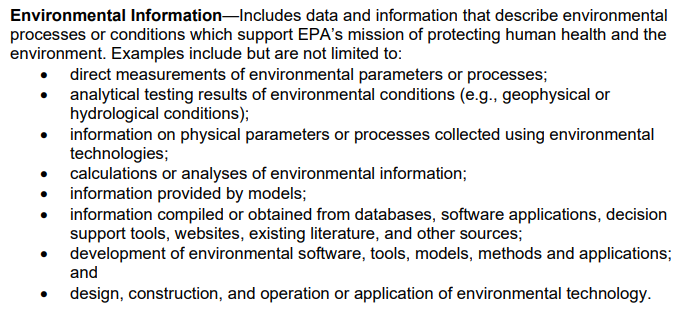 Environmental Information—Includes data and information that describe environmental
processes or conditions which support EPA's mission of protecting human health and the
environment. Examples include but are not limited to:
• direct measurements of environmental parameters or processes;
• analytical testing results of environmental conditions (e.g., geophysical or
hydrological conditions);
• information on physical parameters or processes collected using environmental
technologies;
• calculations or analyses of environmental information;
• information provided by models;
• information compiled or obtained from databases, software applications, decision
support tools, websites, existing literature, and other sources;
• development of environmental software, tools, models, methods and applications;
and
• design, construction, and operation or application of environmental technology.